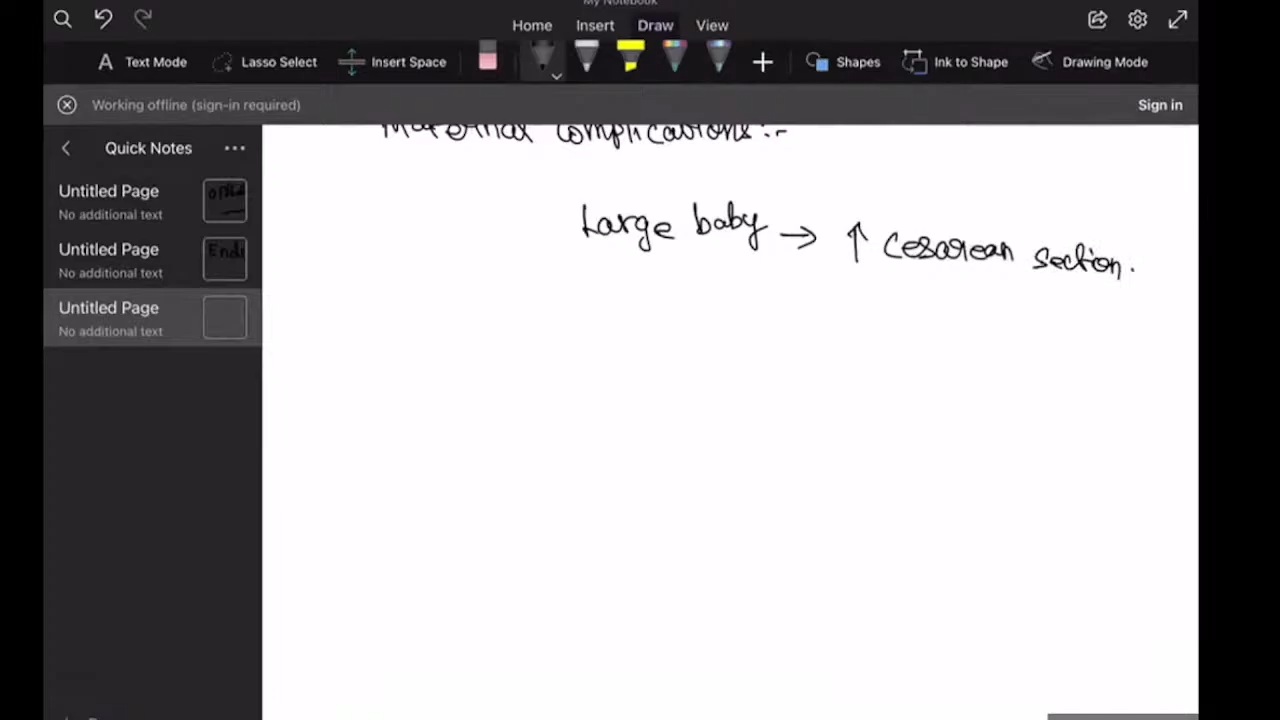 My Notebook
Home Insert Draw View
A Text Mode Lasso Select Insert Space Shapes Ink to Shape Drawing Mode
Working offline (sign-in required) Sign in
Quick Notes
Untitled Page
No additional text
Untitled Page
No additional text
Untitled Page
No additional text
Maternal complications:-
Large baby → ↑ Cesarean section.